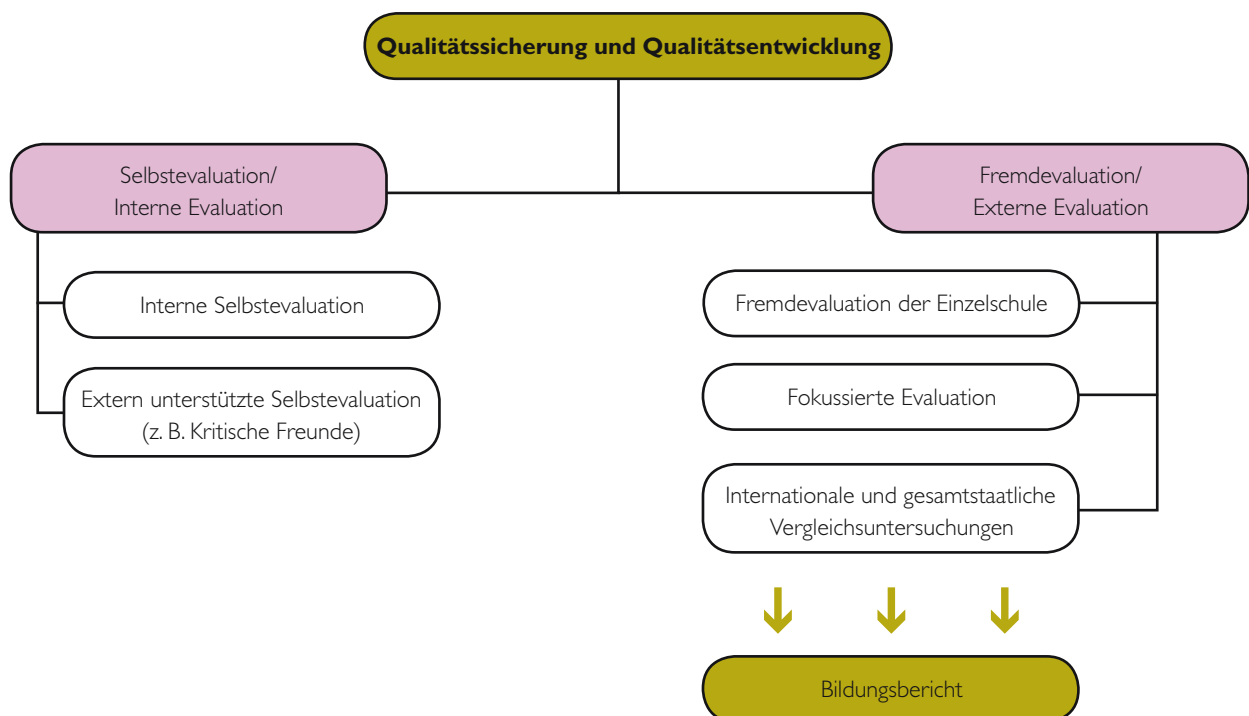 Qualitätssicherung und Qualitätsentwicklung
Selbstevaluation/
Interne Evaluation
Interne Selbstevaluation
Extern unterstützte Selbstevaluation
(z. B. Kritische Freunde)
Fremdevaluation/
Externe Evaluation
Fremdevaluation der Einzelschule
Fokussierte Evaluation
Internationale und gesamtstaatliche
Vergleichsuntersuchungen
Bildungsbericht